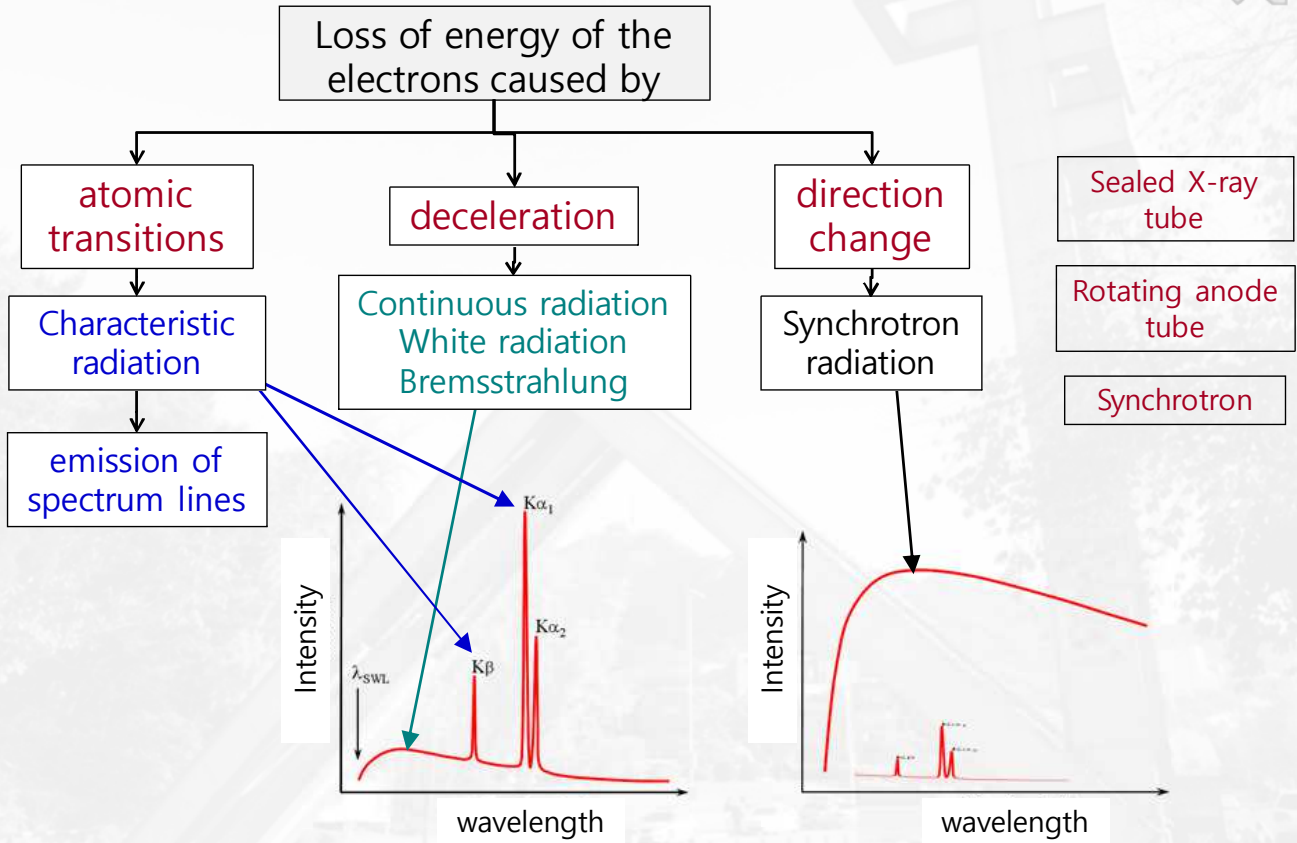 Loss of energy of the
electrons caused by
atomic
transitions
deceleration
direction
change
Sealed X-ray
tube
Rotating anode
tube
Synchrotron
Characteristic
radiation
Continuous radiation
White radiation
Bremsstrahlung
Synchrotron
radiation
emission of
spectrum lines
Intensity
λSWL
Kβ
Kα1
Kα2
wavelength
Intensity
wavelength